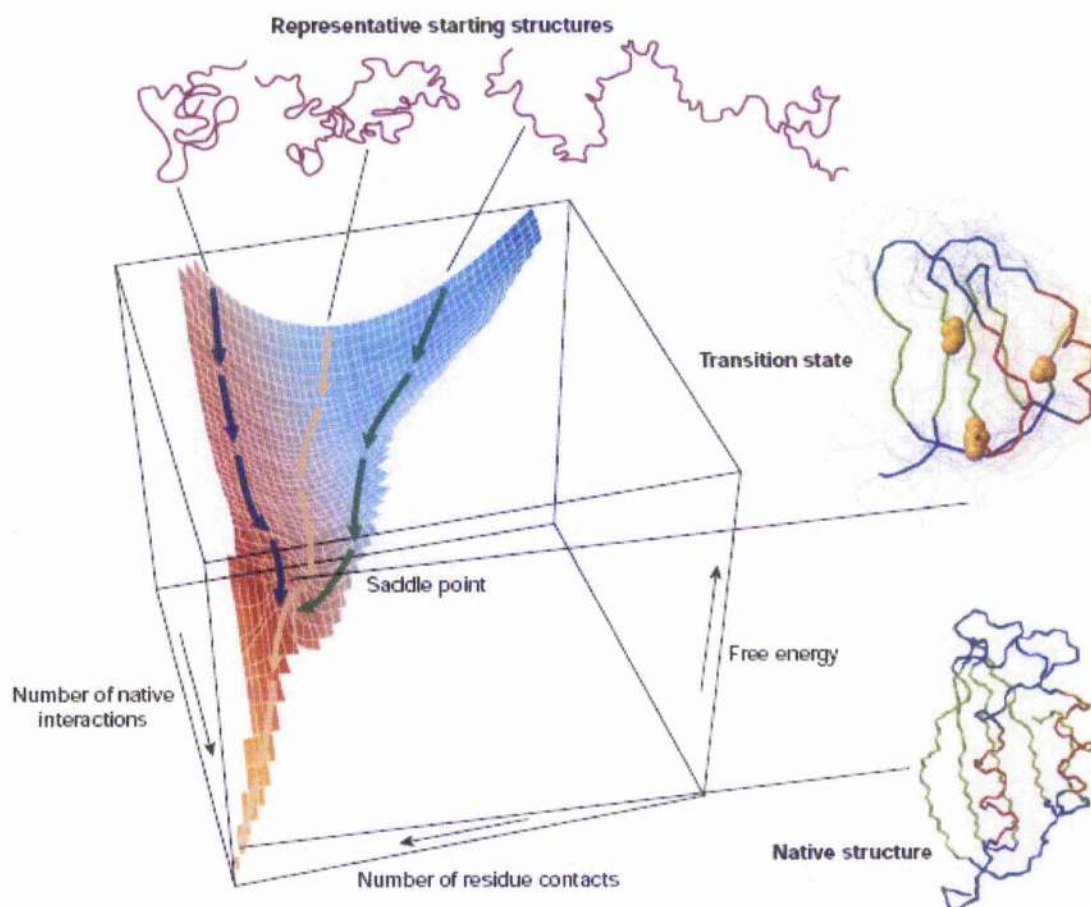 Representative starting structures
Transition state
Saddle point
Free energy
Number of native
interactions
Native structure
Number of residue contacts